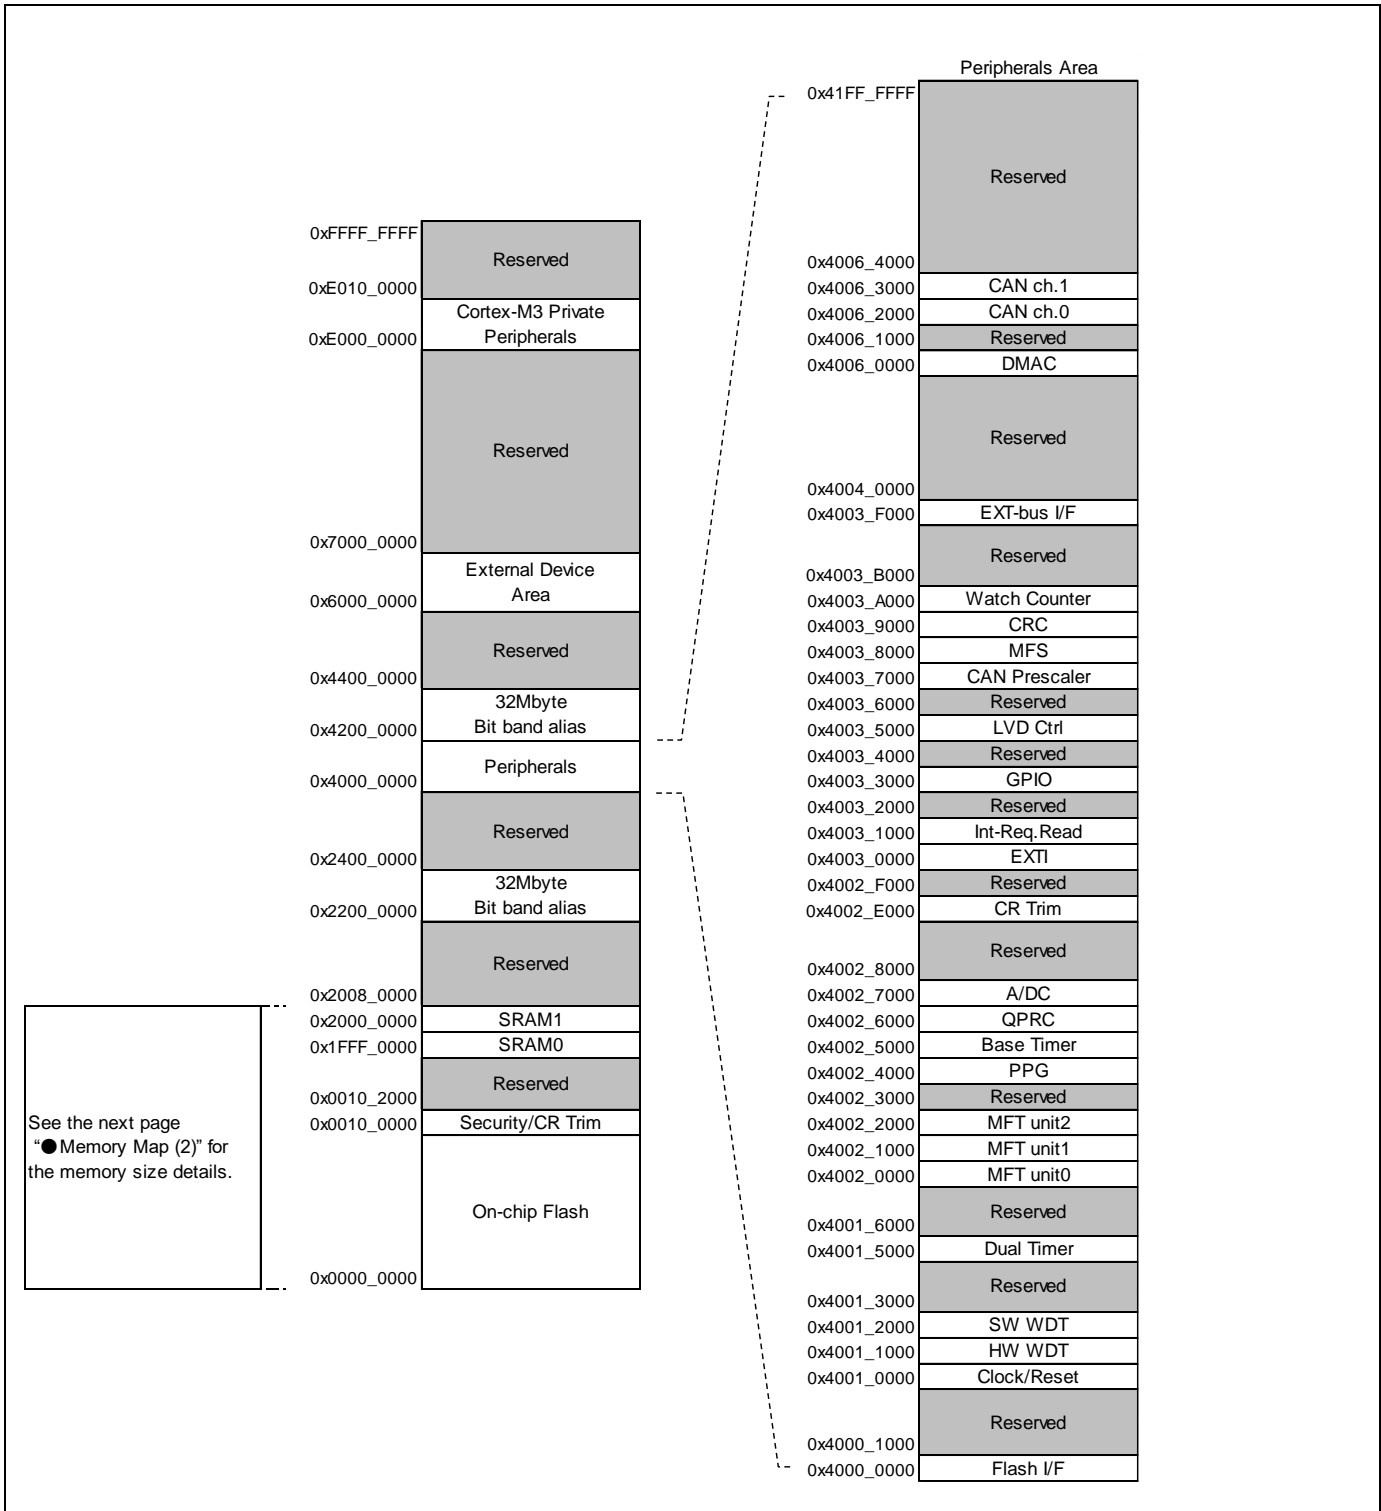 Peripherals Area
0x41FF_FFFF
Reserved
0x4006_4000
0x4006_3000 CAN ch.1
0x4006_2000 CAN ch.0
0x4006_1000 Reserved
0x4006_0000 DMAC
Reserved
0x4004_0000
0x4003_F000 EXT-bus I/F
Reserved
0x4003_B000
0x4003_A000 Watch Counter
0x4003_9000 CRC
0x4003_8000 MFS
0x4003_7000 CAN Prescaler
0x4003_6000 Reserved
0x4003_5000 LVD Ctrl
0x4003_4000 Reserved
0x4003_3000 GPIO
0x4003_2000 Reserved
0x4003_1000 Int-Req.Read
0x4003_0000 EXTI
0x4002_F000 Reserved
0x4002_E000 CR Trim
Reserved
0x4002_8000
0x4002_7000 A/DC
0x4002_6000 QPRC
0x4002_5000 Base Timer
0x4002_4000 PPG
0x4002_3000 Reserved
0x4002_2000 MFT unit2
0x4002_1000 MFT unit1
0x4002_0000 MFT unit0
Reserved
0x4001_6000
0x4001_5000 Dual Timer
Reserved
0x4001_3000
0x4001_2000 SW WDT
0x4001_1000 HW WDT
0x4001_0000 Clock/Reset
Reserved
0x4000_1000
0x4000_0000 Flash I/F
0xFFFF_FFFF
Reserved
0xE010_0000
Cortex-M3 Private
0xE000_0000 Peripherals
Reserved
0x7000_0000
External Device
0x6000_0000 Area
Reserved
0x4400_0000
32Mbyte
0x4200_0000 Bit band alias
Peripherals
0x4000_0000
Reserved
0x2400_0000
32Mbyte
0x2200_0000 Bit band alias
Reserved
0x2008_0000
0x2000_0000 SRAM1
0x1FFF_0000 SRAM0
Reserved
0x0010_2000
0x0010_0000 Security/CR Trim
On-chip Flash
0x0000_0000
See the next page
“●Memory Map (2)” for
the memory size details.